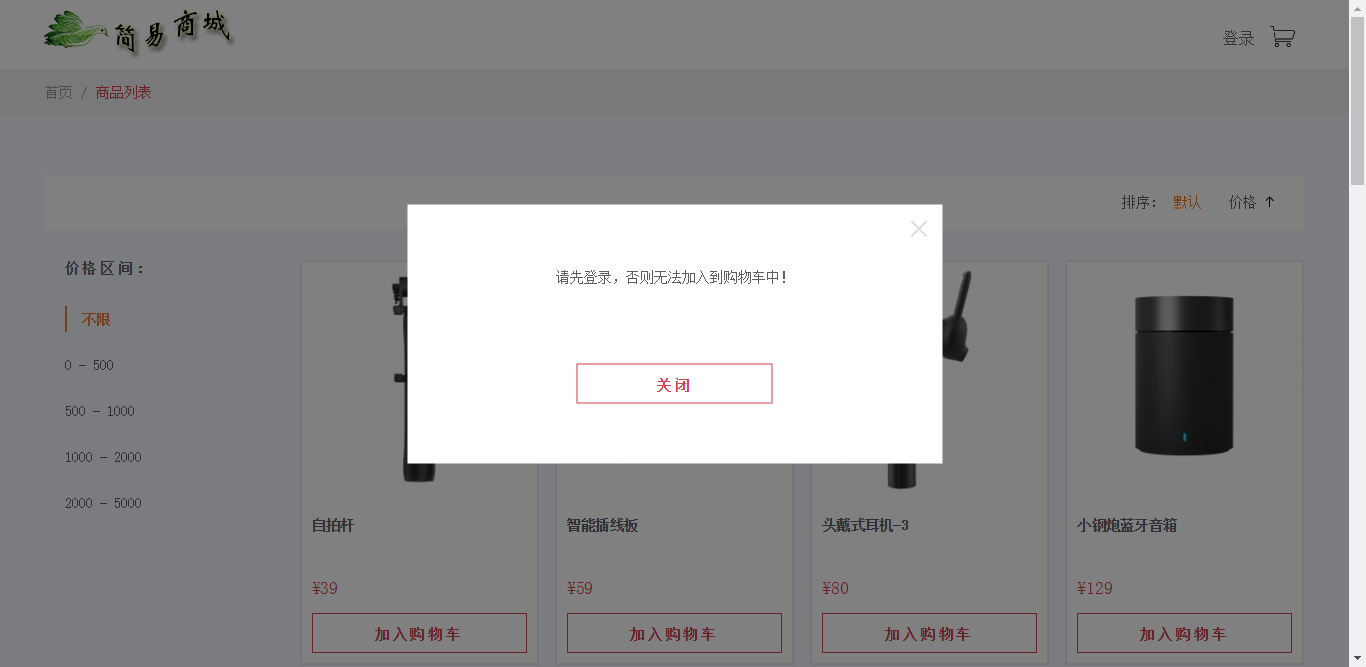 简易商城
登录
首页 / 商品列表
排序： 默认 价格 ↑
价格区间：
不限
0 - 500
500 - 1000
1000 - 2000
2000 - 5000
请先登录，否则无法加入到购物车中！
关闭
自拍杆
智能插线板
头戴式耳机-3
小钢炮蓝牙音箱
¥39
¥59
¥80
¥129
加入购物车
加入购物车
加入购物车
加入购物车